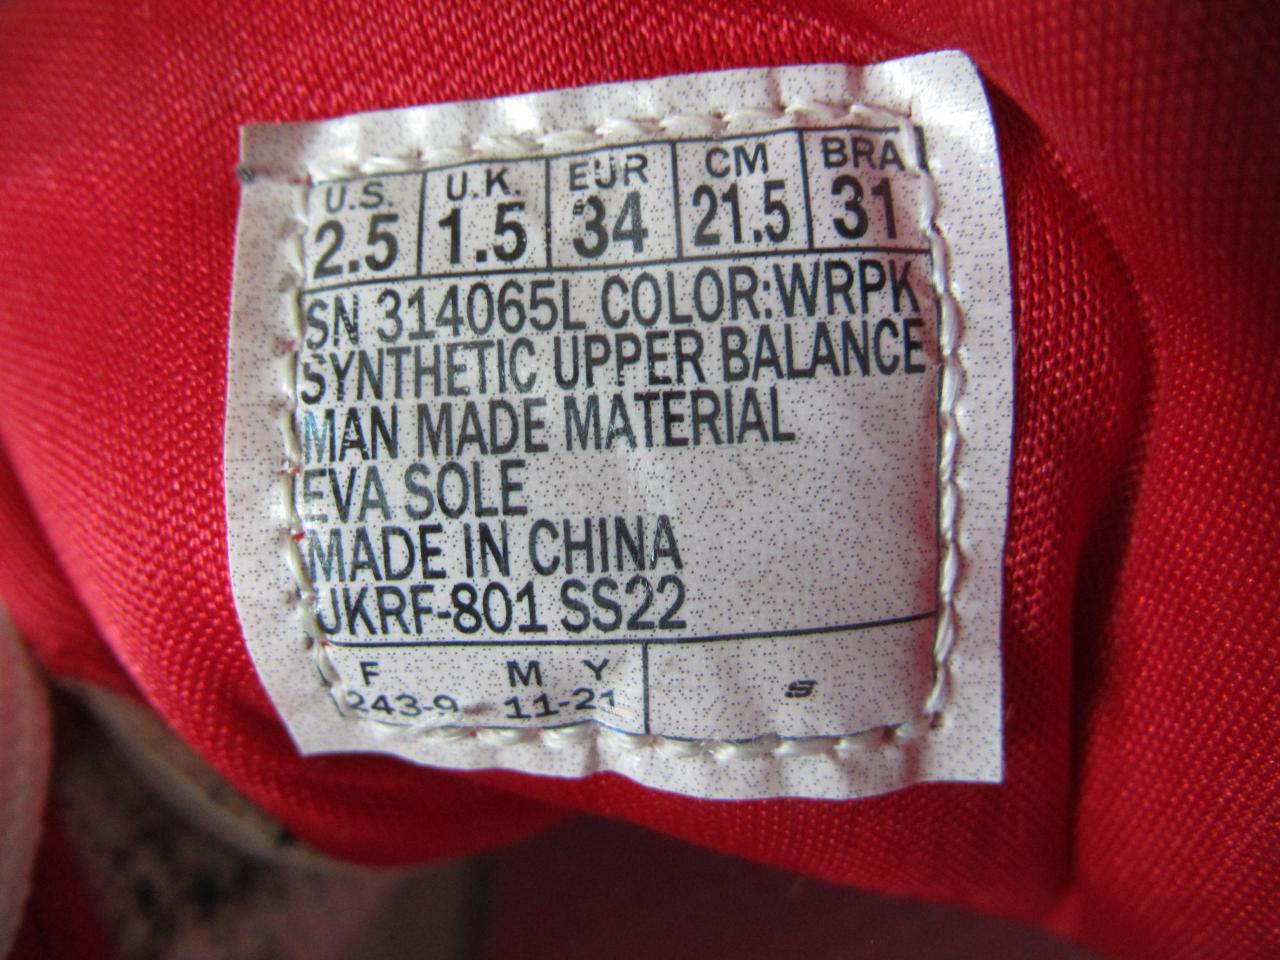 U.S. U.K. EUR CM BRA
2.5 1.5 34 21.5 31
SN 314065L COLOR:WRPK
SYNTHETIC UPPER BALANCE
MAN MADE MATERIAL
EVA SOLE
MADE IN CHINA
UKRF-801 SS22
F M Y
243-9 11-21
S